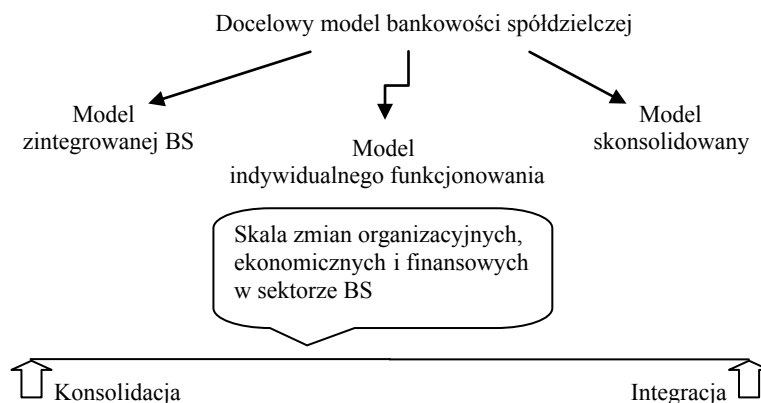 Docelowy model bankowości spółdzielczej
Model
zintegrowanej BS
Model
indywidualnego funkcjonowania
Model
skonsolidowany
Skala zmian organizacyjnych,
ekonomicznych i finansowych
w sektorze BS
Konsolidacja
Integracja